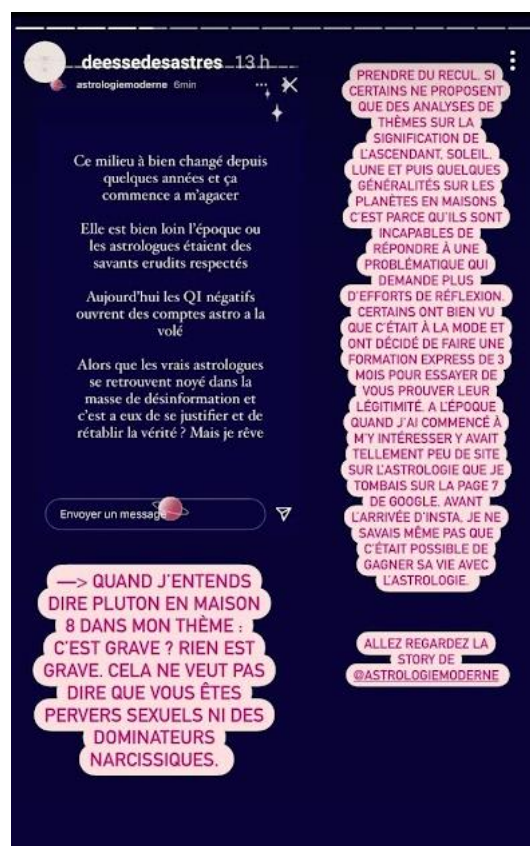 deessedesastres 13 h
astrologiemoderne 6min
Ce milieu à bien changé depuis
quelques années et ça
commence a m'agacer
Elle est bien loin l'époque ou
les astrologues étaient des
savants erudits respectés
Aujourd'hui les QI négatifs
ouvrent des comptes astro a la
volé
Alors que les vrais astrologues
se retrouvent noyé dans la
masse de désinformation et
c'est a eux de se justifier et de
rétablir la vérité ? Mais je rêve
Envoyer un message
—> QUAND J'ENTENDS
DIRE PLUTON EN MAISON
8 DANS MON THÈME :
C'EST GRAVE ? RIEN EST
GRAVE. CELA NE VEUT PAS
DIRE QUE VOUS ÊTES
PERVERS SEXUELS NI DES
DOMINATEURS
NARCISSIQUES.
PRENDRE DU RECUL. SI
CERTAINS NE PROPOSENT
QUE DES ANALYSES DE
THÈMES SUR LA
SIGNIFICATION DE
L'ASCENDANT, SOLEIL,
LUNE ET PUIS QUELQUES
GÉNÉRALITÉS SUR LES
PLANÈTES EN MAISONS
C'EST PARCE QU'ILS SONT
INCAPABLES DE
RÉPONDRE À UNE
PROBLÉMATIQUE QUI
DEMANDE PLUS
D'EFFORTS DE RÉFLEXION.
CERTAINS ONT BIEN VU
QUE C'ÉTAIT À LA MODE ET
ONT DÉCIDÉ DE FAIRE UNE
FORMATION EXPRESS DE 3
MOIS POUR ESSAYER DE
VOUS PROUVER LEUR
LÉGITIMITÉ. A L'ÉPOQUE
QUAND J'AI COMMENCÉ À
M'Y INTÉRESSER Y AVAIT
TELLEMENT PEU DE SITE
SUR L'ASTROLOGIE QUE JE
TOMBAIS SUR LA PAGE 7
DE GOOGLE. AVANT
L'ARRIVÉE D'INSTA, JE NE
SAVAIS MÊME PAS QUE
C'ÉTAIT POSSIBLE DE
GAGNER SA VIE AVEC
L'ASTROLOGIE.
ALLEZ REGARDEZ LA
STORY DE
@ASTROLOGIEMODERNE